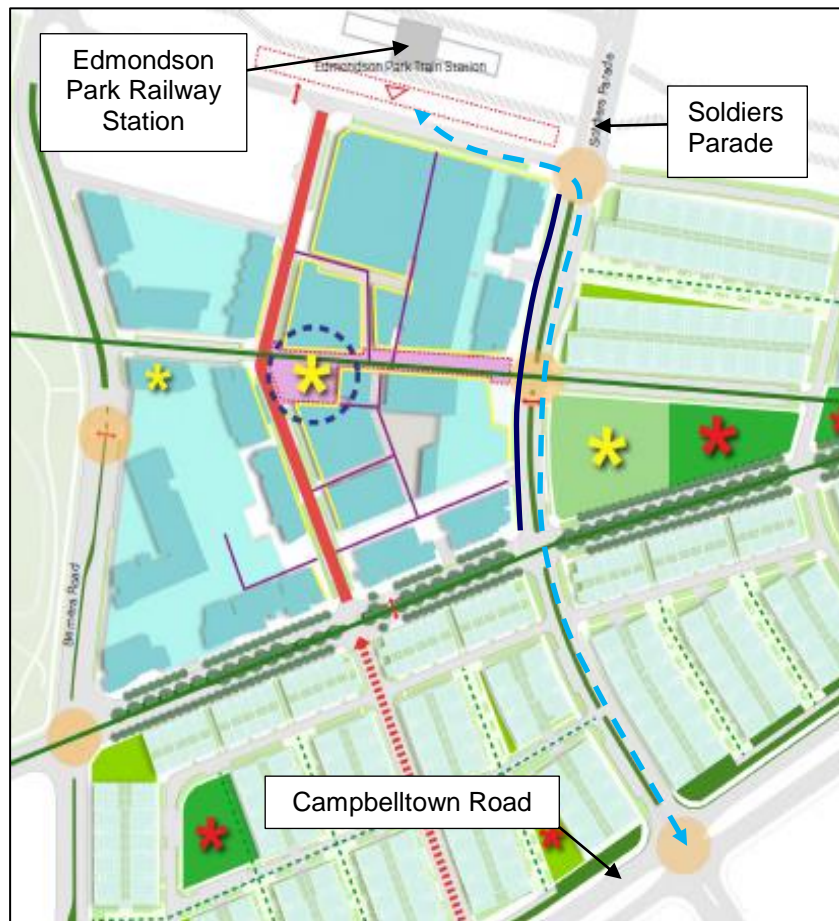 Edmondson
Park Railway
Station
Edmondson Park Train Station
Soldiers Parade
Soldiers
Parade
Campbelltown Road